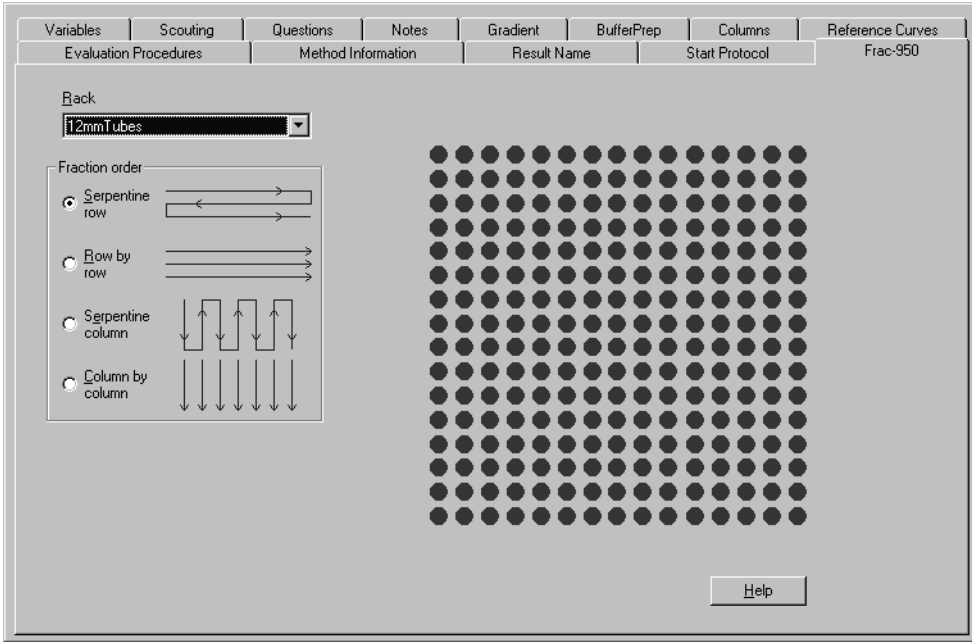 Variables Scouting Questions Notes Gradient BufferPrep Columns Reference Curves
Evaluation Procedures Method Information Result Name Start Protocol Frac-950
Rack
12mmTubes
Fraction order
Serpentine
row
Row by
row
Serpentine
column
Column by
column
Help